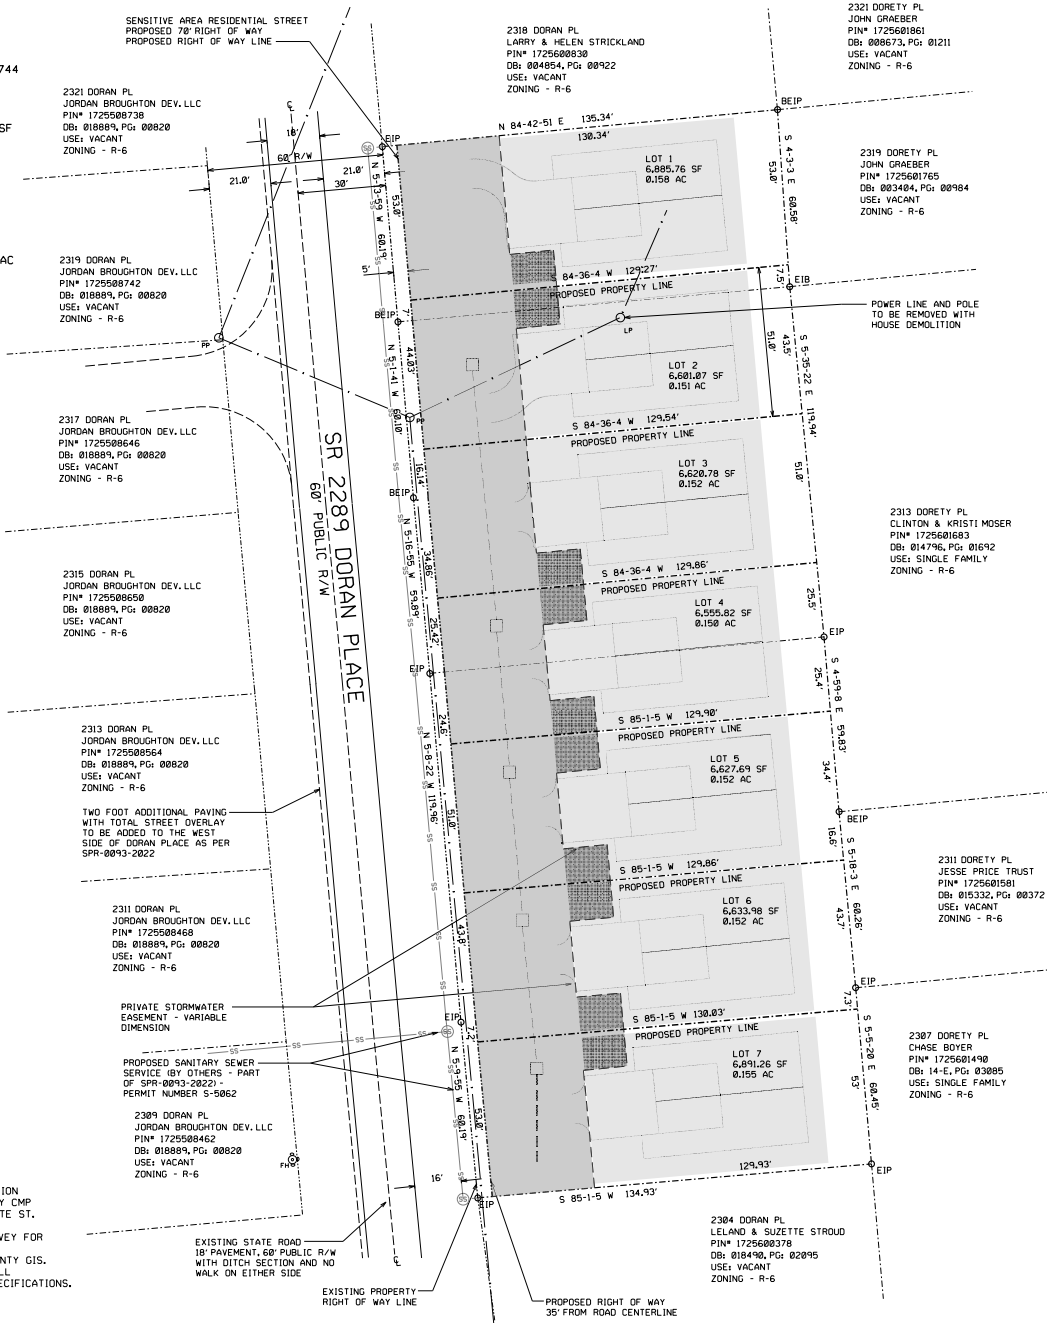 SENSITIVE AREA RESIDENTIAL STREET
PROPOSED 70' RIGHT OF WAY
PROPOSED RIGHT OF WAY LINE
2318 DORAN PL
LARRY & HELEN STRICKLAND
PIN# 1725600830
DB: 004854, PG: 00922
USE: VACANT
ZONING - R-6
2321 DORETY PL
JOHN GRAEBER
PIN# 1725601861
DB: 008673, PG: 01211
USE: VACANT
ZONING - R-6
744
SF
AC
2321 DORAN PL
JORDAN BROUGHTON DEV. LLC
PIN# 1725508738
DB: 018889, PG: 00820
USE: VACANT
ZONING - R-6
N 84-42-51 E 135.34'
130.34'
BEIP
EIP
18'
60' R/W
21.0'
21.0'
30'
N 5-13-59 W 60.19'
53.0'
LOT 1
6,885.76 SF
0.158 AC
S 4-3-3 E 60.58'
53.0'
2319 DORETY PL
JOHN GRAEBER
PIN# 1725601765
DB: 003404, PG: 00984
USE: VACANT
ZONING - R-6
2319 DORAN PL
JORDAN BROUGHTON DEV. LLC
PIN# 1725508742
DB: 018889, PG: 00820
USE: VACANT
ZONING - R-6
5'
S 84-36-4 W 129.27'
PROPOSED PROPERTY LINE
7.5'
EIB
BEIP
7'
PP
LP
POWER LINE AND POLE
TO BE REMOVED WITH
HOUSE DEMOLITION
N 5-1-41 W 60.10'
44.03'
51.0'
43.5'
S 5-35-22 E 119.94'
LOT 2
6,601.07 SF
0.151 AC
2317 DORAN PL
JORDAN BROUGHTON DEV. LLC
PIN# 1725508646
DB: 018889, PG: 00820
USE: VACANT
ZONING - R-6
PP
S 84-36-4 W 129.54'
PROPOSED PROPERTY LINE
16.14'
BEIP
LOT 3
6,620.78 SF
0.152 AC
51.0'
SR 2289 DORAN PLACE
60' PUBLIC R/W
N 5-16-55 W 59.89'
34.86'
2313 DORETY PL
CLINTON & KRISTI MOSER
PIN# 1725601683
DB: 014796, PG: 01692
USE: SINGLE FAMILY
ZONING - R-6
2315 DORAN PL
JORDAN BROUGHTON DEV. LLC
PIN# 1725508650
DB: 018889, PG: 00820
USE: VACANT
ZONING - R-6
S 84-36-4 W 129.86'
PROPOSED PROPERTY LINE
25.5'
25.42'
LOT 4
6,555.82 SF
0.150 AC
EIP
EIP
25.4'
S 4-59-8 E 59.83'
24.6'
S 85-1-5 W 129.90'
PROPOSED PROPERTY LINE
N 5-8-22 W 119.96'
2313 DORAN PL
JORDAN BROUGHTON DEV. LLC
PIN# 1725508564
DB: 018889, PG: 00820
USE: VACANT
ZONING - R-6
LOT 5
6,627.69 SF
0.152 AC
34.4'
51.0'
TWO FOOT ADDITIONAL PAVING
WITH TOTAL STREET OVERLAY
TO BE ADDED TO THE WEST
SIDE OF DORAN PLACE AS PER
SPR-0093-2022
BEIP
16.6'
S 85-1-5 W 129.86'
PROPOSED PROPERTY LINE
S 5-18-3 E 60.26'
2311 DORETY PL
JESSE PRICE TRUST
PIN# 1725601581
DB: 015332, PG: 00372
USE: VACANT
ZONING - R-6
LOT 6
6,633.98 SF
0.152 AC
43.8'
43.7'
2311 DORAN PL
JORDAN BROUGHTON DEV. LLC
PIN# 1725508468
DB: 018889, PG: 00820
USE: VACANT
ZONING - R-6
EIP
7.3'
PRIVATE STORMWATER
EASEMENT - VARIABLE
DIMENSION
EIP
7.2'
S 85-1-5 W 130.03'
PROPOSED PROPERTY LINE
S 5-5-20 E 60.45'
53'
2307 DORETY PL
CHASE BOYER
PIN# 1725601490
DB: 14-E, PG: 03085
USE: SINGLE FAMILY
ZONING - R-6
PROPOSED SANITARY SEWER
SERVICE (BY OTHERS - PART
OF SPR-0093-2022) -
PERMIT NUMBER S-5062
N 5-9-55 W 60.19'
53.0'
LOT 7
6,891.26 SF
0.155 AC
2309 DORAN PL
JORDAN BROUGHTON DEV. LLC
PIN# 1725508462
DB: 018889, PG: 00820
USE: VACANT
ZONING - R-6
FH
16'
EIP
129.93'
S 85-1-5 W 134.93'
EIP
ION
Y CMP
TE ST.
VEY FOR
NTY GIS.
LL
ECIFICATIONS.
EXISTING STATE ROAD
18' PAVEMENT, 60' PUBLIC R/W
WITH DITCH SECTION AND NO
WALK ON EITHER SIDE
EXISTING PROPERTY
RIGHT OF WAY LINE
PROPOSED RIGHT OF WAY
35' FROM ROAD CENTERLINE
2304 DORAN PL
LELAND & SUZETTE STROUD
PIN# 1725600378
DB: 018490, PG: 02095
USE: VACANT
ZONING - R-6